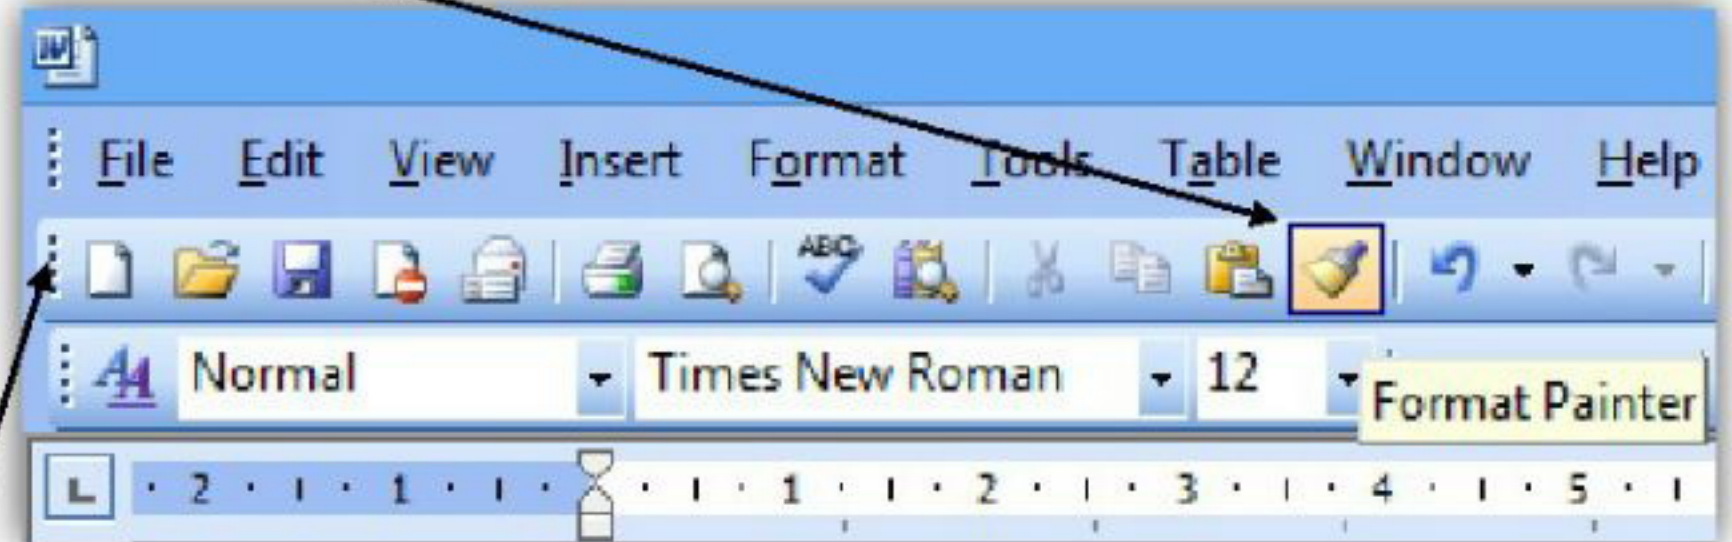 W
File Edit View Insert Format Tools Table Window Help
ABC
AA Normal Times New Roman 12
Format Painter
L 2 1 1 2 3 4 5